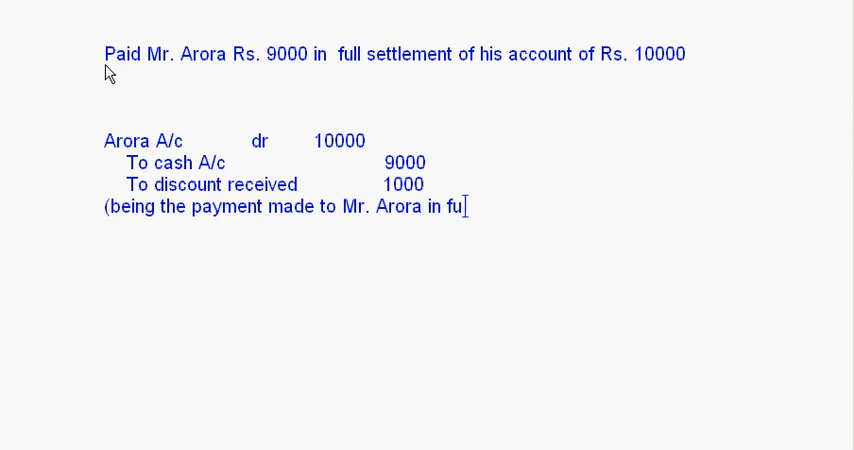 Paid Mr. Arora Rs. 9000 in full settlement of his account of Rs. 10000
Arora A/c dr 10000
To cash A/c 9000
To discount received 1000
(being the payment made to Mr. Arora in fu